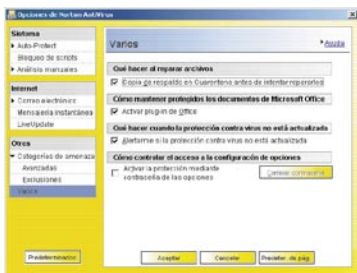 Opciones de Norton AntiVirus
Sistema
Auto-Protect
Bloqueo de scripts
Análisis manuales
Internet
Correo electrónico
Mensajería instantánea
LiveUpdate
Otros
Categorías de amenaza
Avanzadas
Exclusiones
Varios
Predeterminados
Varios
Ayuda
Qué hacer al reparar archivos
Copia de respaldo en Cuarentena antes de intentar repararlos
Cómo mantener protegidos los documentos de Microsoft Office
Activar plug-in de Office
Qué hacer cuando la protección contra virus no está actualizada
Alertarme si la protección contra virus no está actualizada
Cómo controlar el acceso a la configuración de opciones
Activar la protección mediante
contraseña de las opciones
Cambiar contraseña
Aceptar
Cancelar
Predeter. de pág.